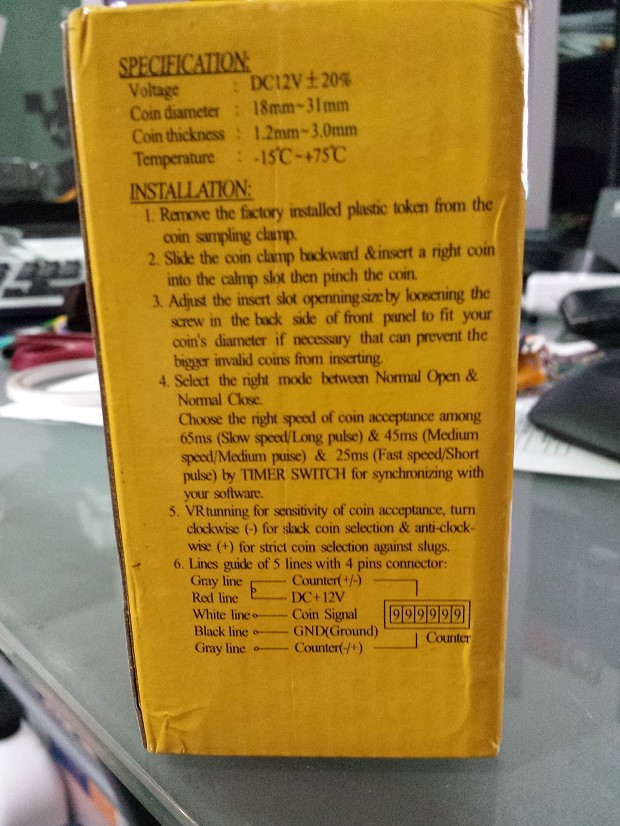 SPECIFICATION:
Voltage : DC12V±20%
Coin diameter : 18mm~31mm
Coin thickness : 1.2mm~3.0mm
Temperature : -15℃~+75℃
INSTALLATION:
1. Remove the factory installed plastic token from the
coin sampling clamp.
2. Slide the coin clamp backward &insert a right coin
into the calmp slot then pinch the coin.
3. Adjust the insert slot openning size by loosening the
screw in the back side of front panel to fit your
coin's diameter if necessary that can prevent the
bigger invalid coins from inserting.
4. Select the right mode between Normal Open &
Normal Close.
Choose the right speed of coin acceptance among
65ms (Slow speed/Long pulse) & 45ms (Medium
speed/Medium puise) & 25ms (Fast speed/Short
pulse) by TIMER SWITCH for synchronizing with
your software.
5. VR tunning for sensitivity of coin acceptance, turn
clockwise (-) for slack coin selection & anti-clock-
wise (+) for strict coin selection against slugs.
6. Lines guide of 5 lines with 4 pins connector:
Gray line Counter(+/-)
Red line DC+12V
White line Coin Signal 999999
Black line GND(Ground) Counter
Gray line Counter(-/+)